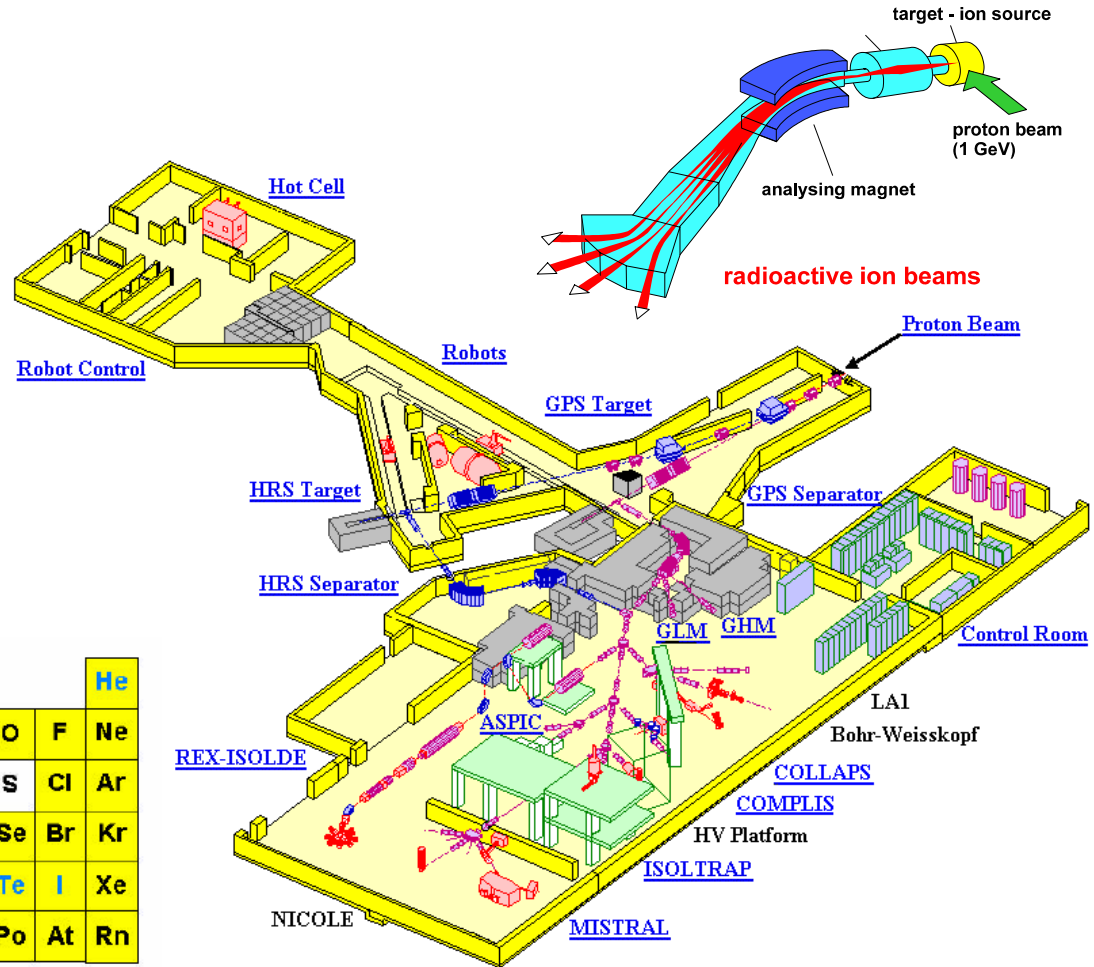 target - ion source
proton beam
(1 GeV)
analysing magnet
radioactive ion beams
Hot Cell
Proton Beam
Robots
Robot Control
GPS Target
HRS Target
GPS Separator
HRS Separator
GLM
GHM
Control Room
LA1
ASPIC
Bohr-Weisskopf
REX-ISOLDE
COLLAPS
COMPLIS
HV Platform
ISOLTRAP
NICOLE
MISTRAL
He
O F Ne
S Cl Ar
Se Br Kr
Te I Xe
Po At Rn